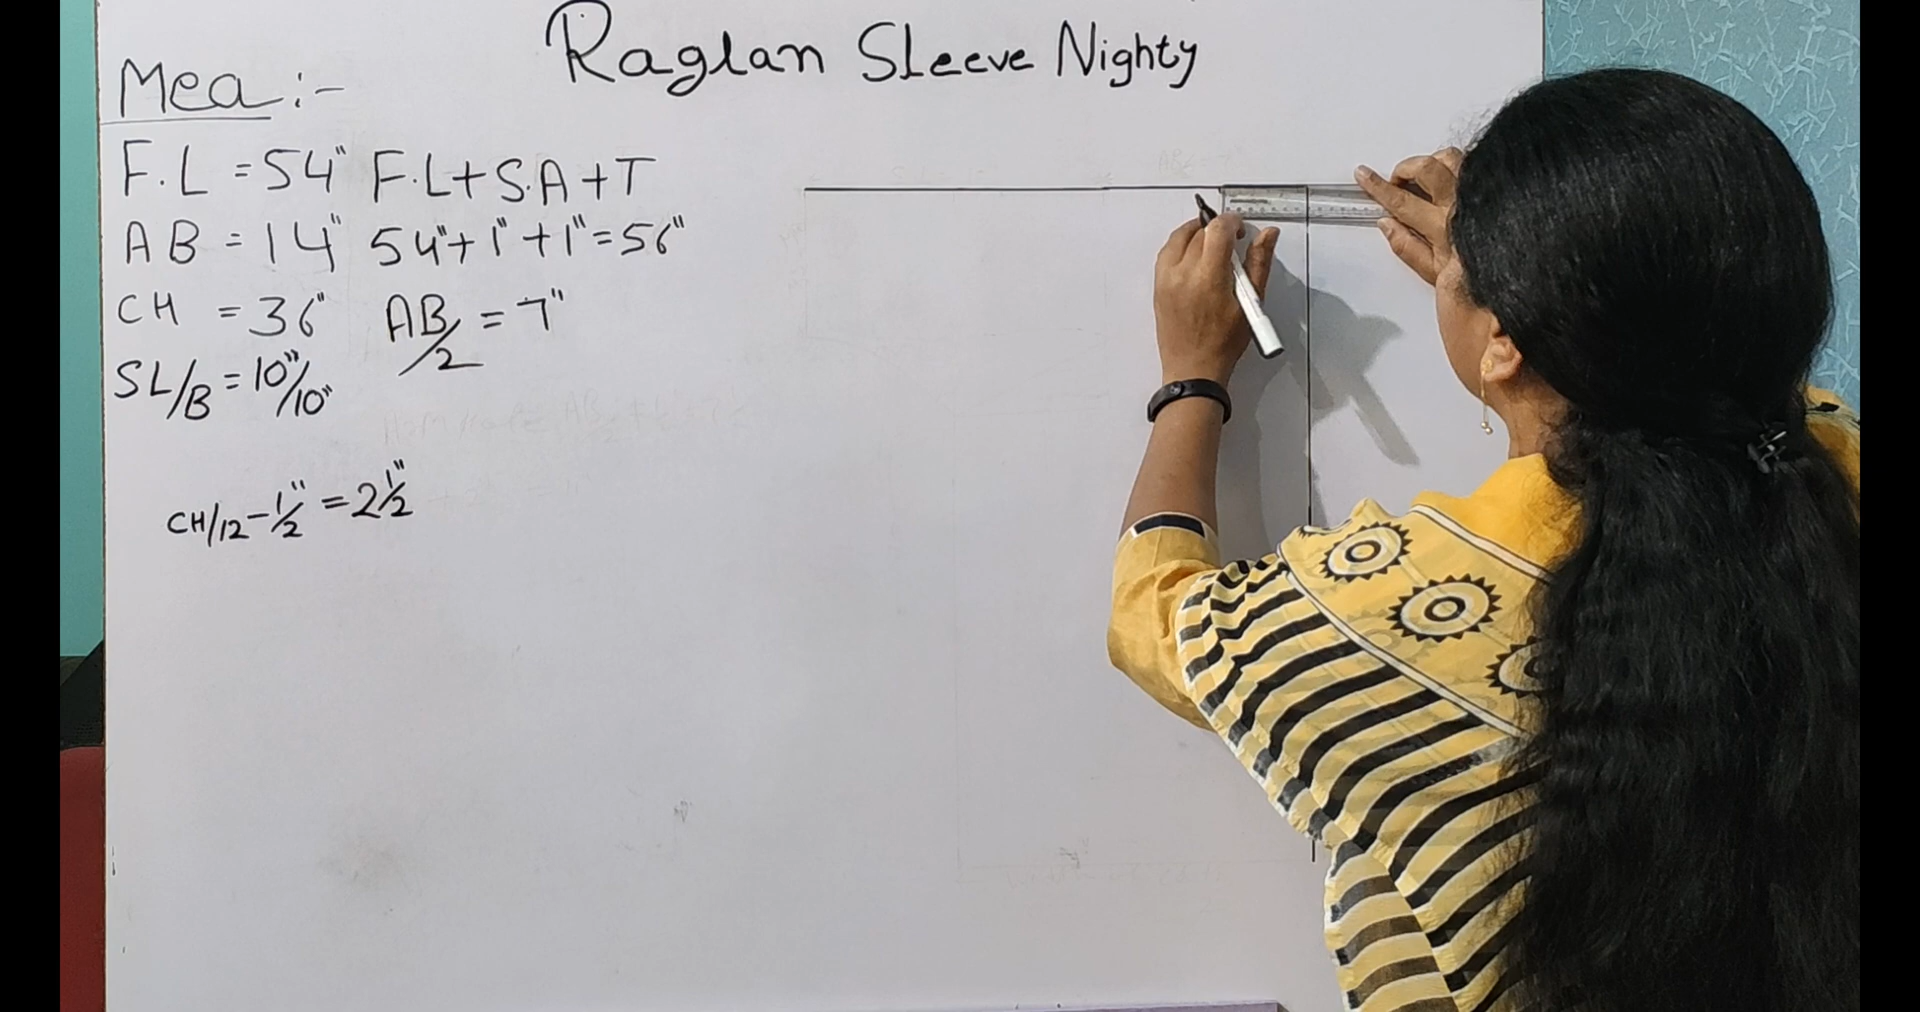 Raglan Sleeve Nighty
Mea :-
F.L = 54" F.L + S.A + T
AB = 14" 54" + 1" + 1" = 56"
CH = 36" AB/2 = 7"
SL/B = 10"/10"
CH/12 - 1/2" = 2 1/2"